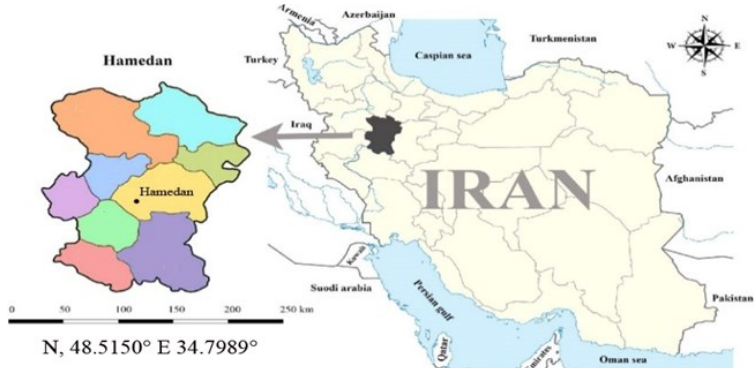 Hamedan
Hamedan
0 50 100 150 200 250 km
N, 48.5150° E 34.7989°
Armenia
Azerbaijan
Turkey
Caspian sea
Turkmenistan
N
W
E
S
Iraq
IRAN
Afghanistan
Kuwait
Suodi arabia
Persian gulf
Pakistan
Qatar
Emirates
Oman sea